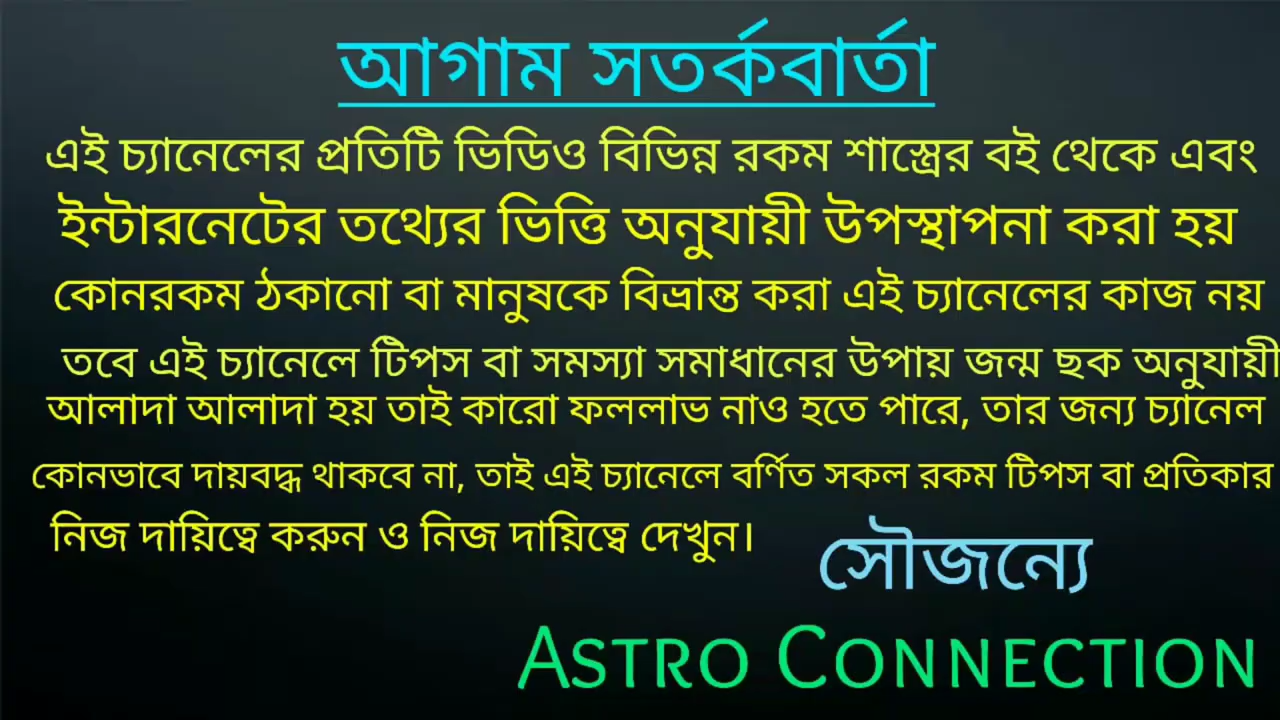 আগাম সতর্কবার্তা
এই চ্যানেলের প্রতিটি ভিডিও বিভিন্ন রকম শাস্ত্রের বই থেকে এবং
ইন্টারনেটের তথ্যের ভিত্তি অনুযায়ী উপস্থাপনা করা হয়
কোনরকম ঠকানো বা মানুষকে বিভ্রান্ত করা এই চ্যানেলের কাজ নয়
তবে এই চ্যানেলে টিপস বা সমস্যা সমাধানের উপায় জন্ম ছক অনুযায়ী
আলাদা আলাদা হয় তাই কারো ফললাভ নাও হতে পারে, তার জন্য চ্যানেল
কোনভাবে দায়বদ্ধ থাকবে না, তাই এই চ্যানেলে বর্ণিত সকল রকম টিপস বা প্রতিকার
নিজ দায়িত্বে করুন ও নিজ দায়িত্বে দেখুন।
সৌজন্যে
ASTRO CONNECTION